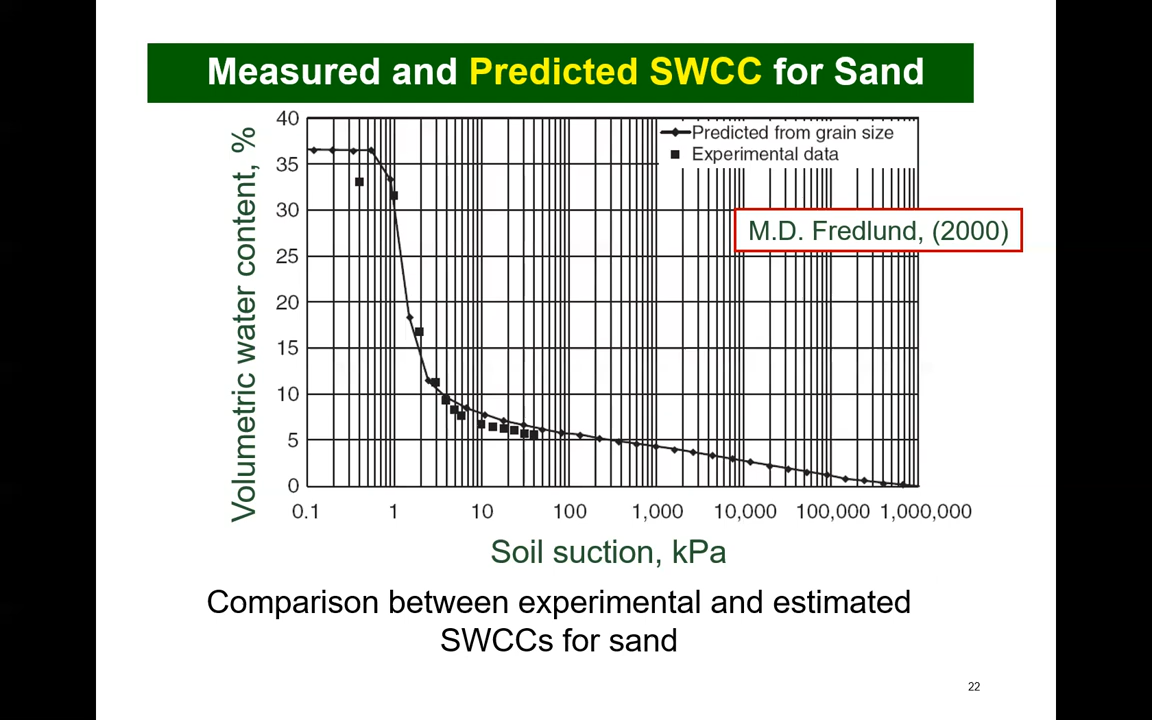 Measured and Predicted SWCC for Sand
Volumetric water content, %
40
35
30
25
20
15
10
5
0
Predicted from grain size
Experimental data
M.D. Fredlund, (2000)
0.1 1 10 100 1,000 10,000 100,000 1,000,000
Soil suction, kPa
Comparison between experimental and estimated
SWCCs for sand
22